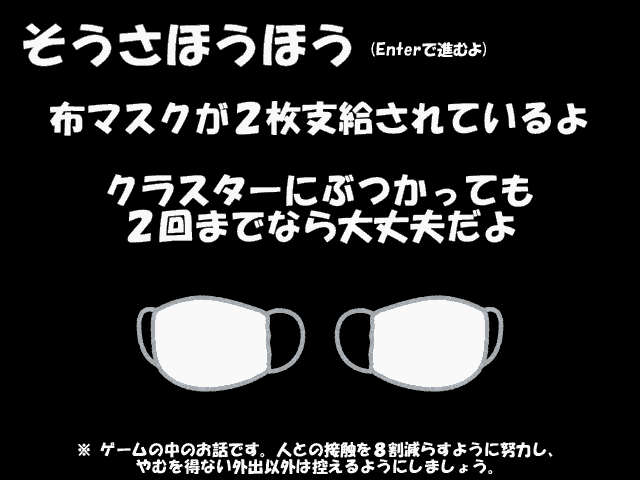 そうさほうほう (Enterで進むよ)
布マスクが２枚支給されているよ
クラスターにぶつかっても
２回までなら大丈夫だよ
※ ゲームの中のお話です。人との接触を８割減らすように努力し、
やむを得ない外出以外は控えるようにしましょう。